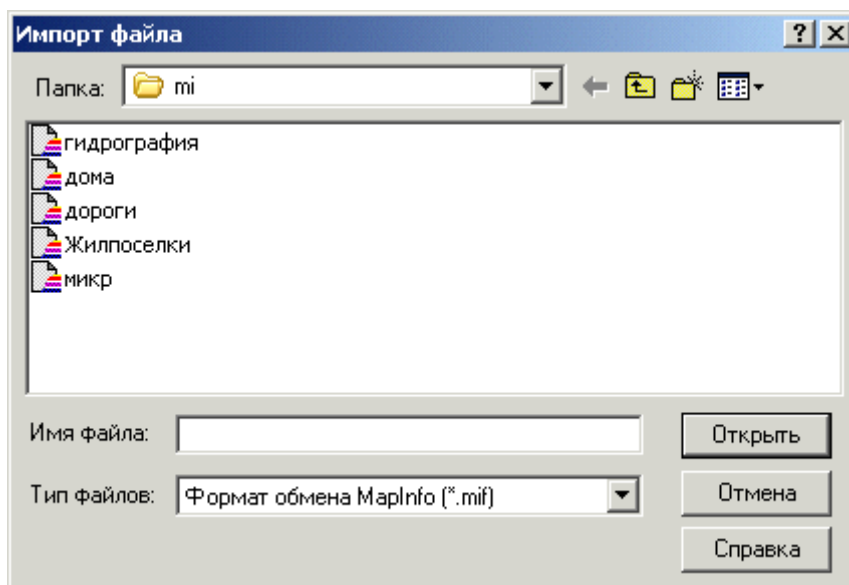 Импорт файла
Папка: mi
гидрография
дома
дороги
Жилпоселки
микр
Имя файла: Открыть
Тип файлов: Формат обмена MapInfo (*.mif) Отмена
Справка